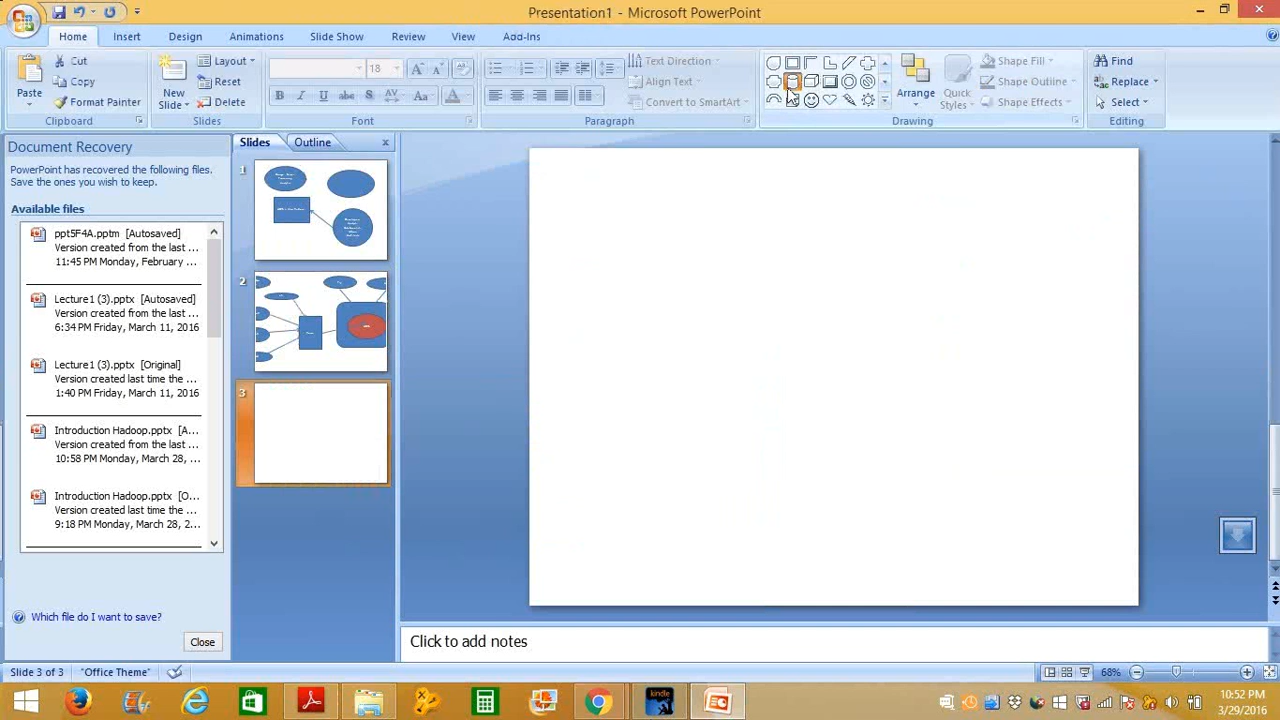 Presentation1 - Microsoft PowerPoint
Home Insert Design Animations Slide Show Review View Add-Ins
Paste
Cut
Copy
Format Painter
Clipboard
New
Slide
Layout
Reset
Delete
Slides
18
B I U abc S AV Aa A
Font
Text Direction
Align Text
Convert to SmartArt
Paragraph
Arrange
Quick
Styles
Shape Fill
Shape Outline
Shape Effects
Drawing
Find
Replace
Select
Editing
Document Recovery
PowerPoint has recovered the following files.
Save the ones you wish to keep.
Available files
ppt5F4A.pptm [Autosaved]
Version created from the last ...
11:45 PM Monday, February ...
Lecture1 (3).pptx [Autosaved]
Version created from the last ...
6:34 PM Friday, March 11, 2016
Lecture1 (3).pptx [Original]
Version created last time the ...
1:40 PM Friday, March 11, 2016
Introduction Hadoop.pptx [A...
Version created from the last ...
10:58 PM Monday, March 28, ...
Introduction Hadoop.pptx [O...
Version created last time the ...
9:18 PM Monday, March 28, 2...
Which file do I want to save?
Close
Slides Outline
1
2
3
Click to add notes
Slide 3 of 3 "Office Theme"
68%
kindle
10:52 PM
3/29/2016